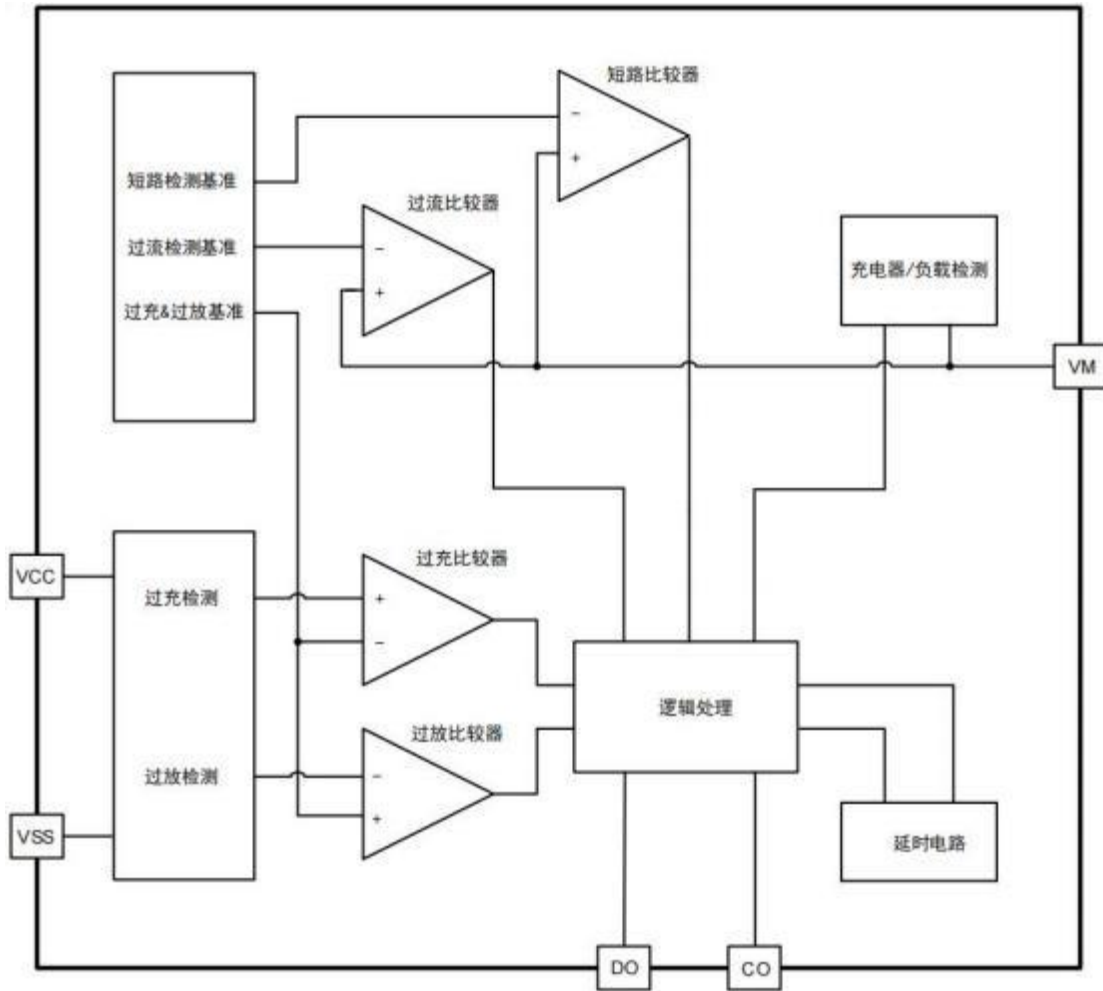 短路比较器
-
+
短路检测基准
过流比较器
过流检测基准
-
+
过充&过放基准
充电器/负载检测
VM
VCC
过充检测
过充比较器
+
-
逻辑处理
过放检测
过放比较器
-
+
VSS
延时电路
DO
CO